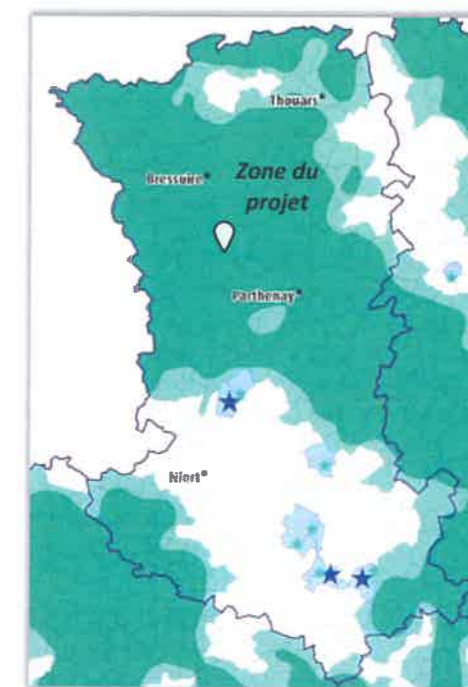 Thouars
Bressuire
Zone du
projet
Parthenay
Niort